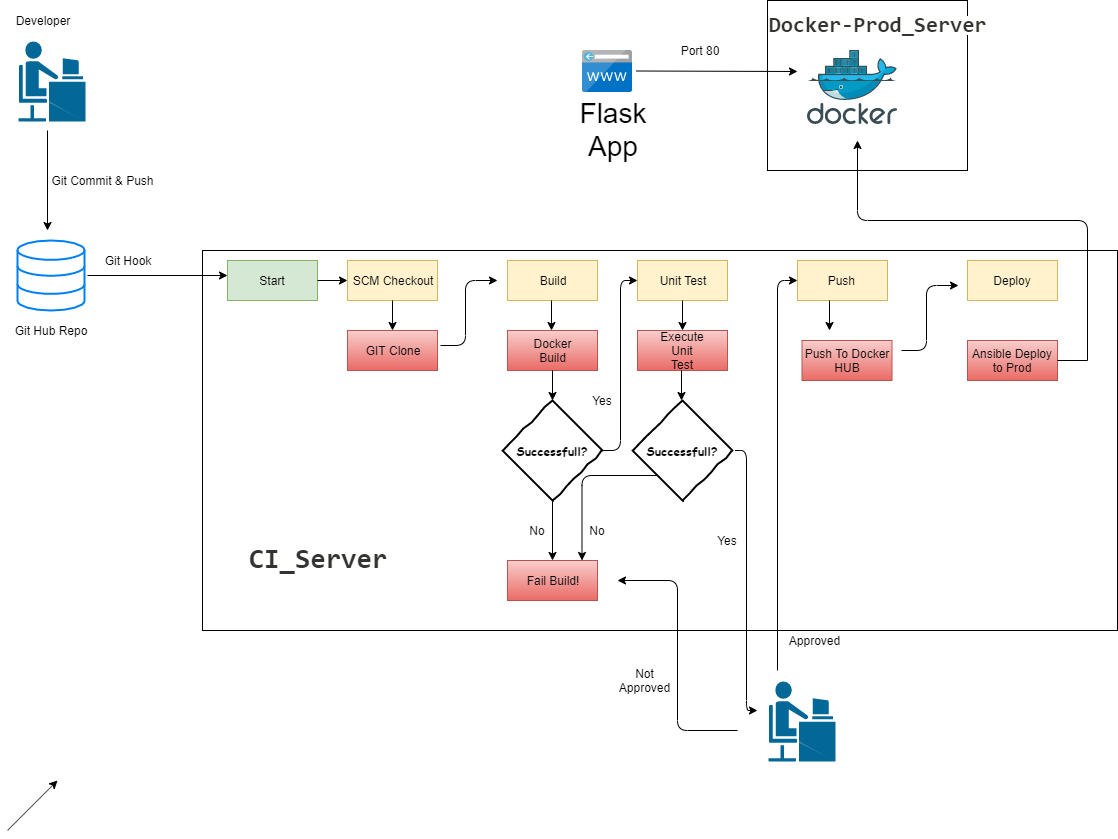 Developer
Docker-Prod_Server
Port 80
www
Flask
App
docker
Git Commit & Push
Git Hook
Git Hub Repo
Start
SCM Checkout
Build
Unit Test
Push
Deploy
GIT Clone
Docker
Build
Execute
Unit
Test
Push To Docker
HUB
Ansible Deploy
to Prod
Yes
Successfull?
Successfull?
No
No
Yes
CI_Server
Fail Build!
Approved
Not
Approved